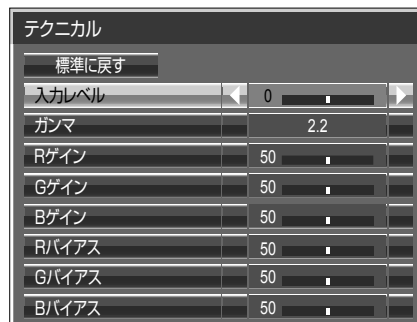 テクニカル
標準に戻す
入力レベル 0
ガンマ 2.2
Rゲイン 50
Gゲイン 50
Bゲイン 50
Rバイアス 50
Gバイアス 50
Bバイアス 50